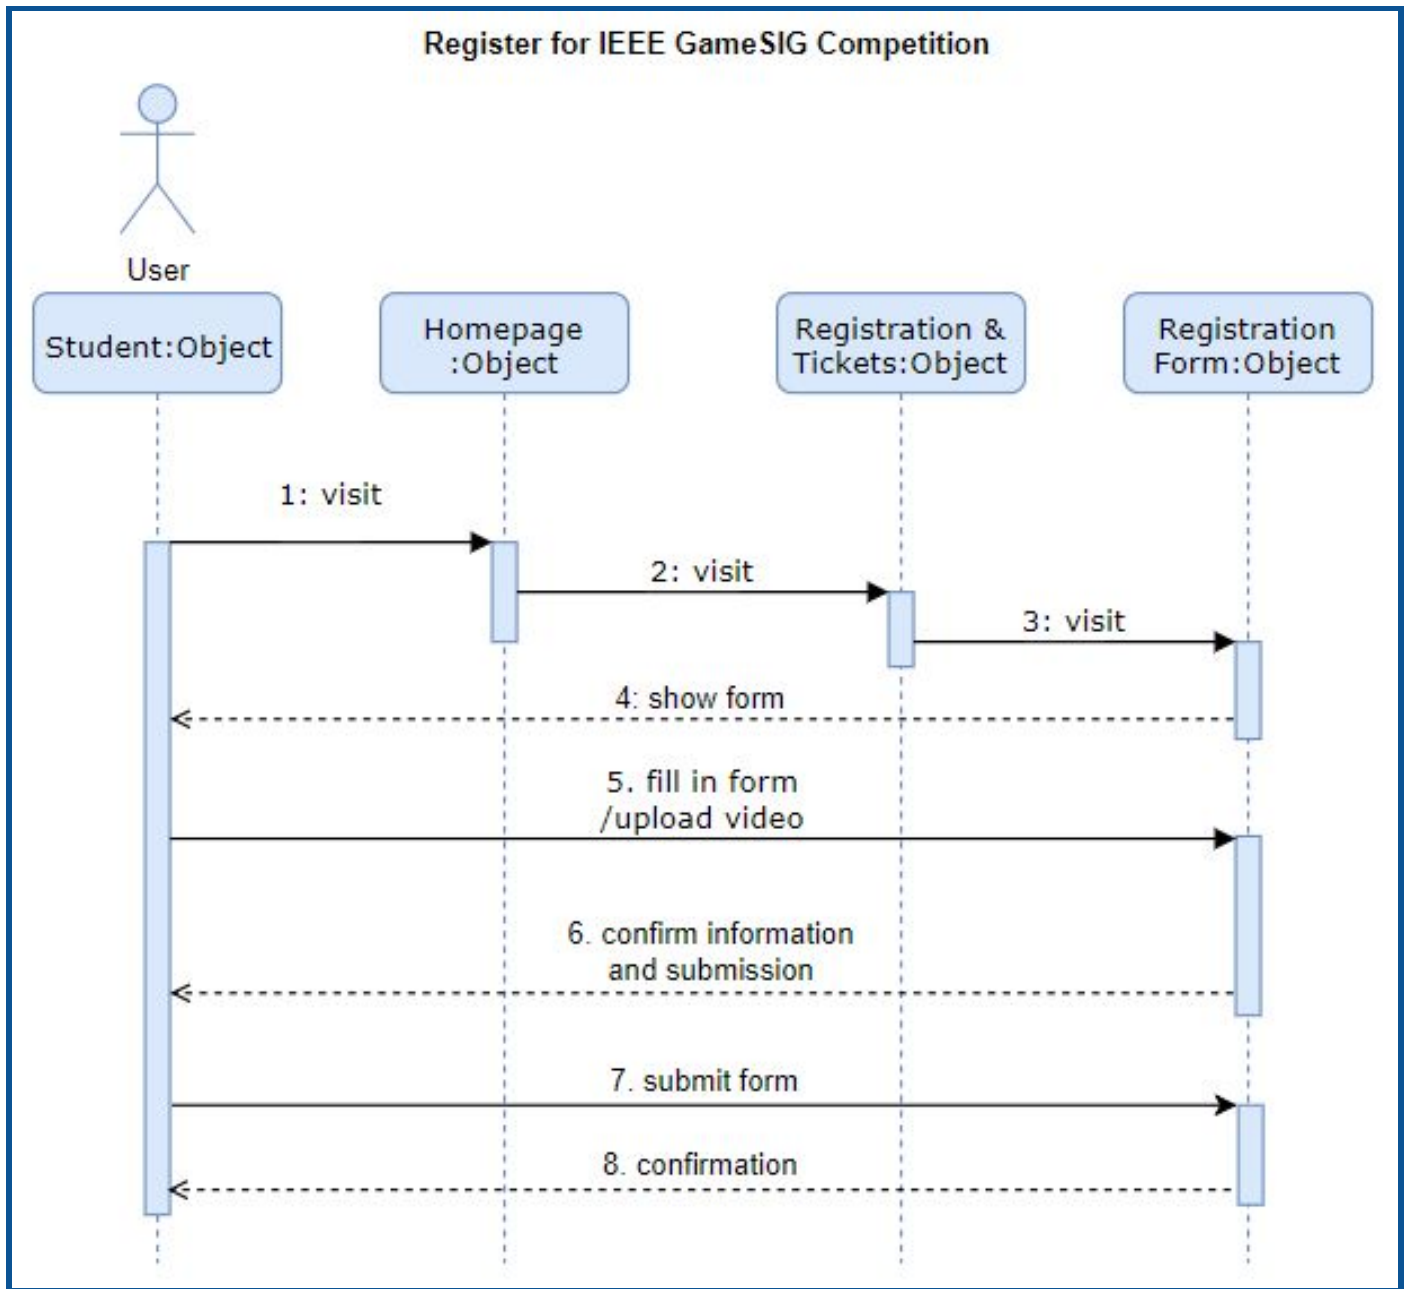 Register for IEEE GameSIG Competition
User
Student:Object
Homepage
:Object
Registration &
Tickets:Object
Registration
Form:Object
1: visit
2: visit
3: visit
4: show form
5. fill in form
/upload video
6. confirm information
and submission
7. submit form
8. confirmation